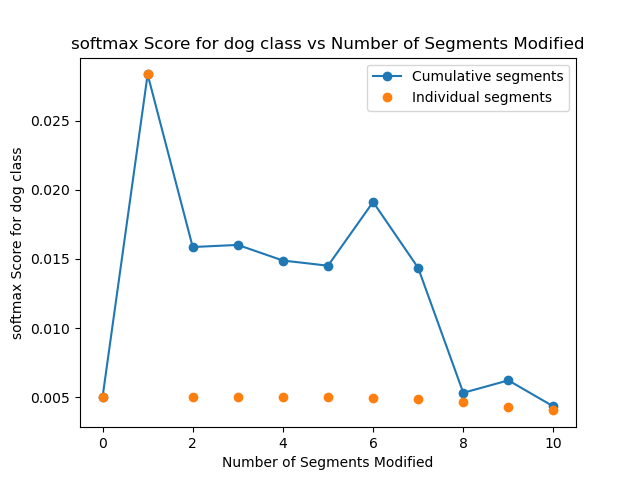 softmax Score for dog class vs Number of Segments Modified
Cumulative segments
Individual segments
softmax Score for dog class
0.025
0.020
0.015
0.010
0.005
0 2 4 6 8 10
Number of Segments Modified